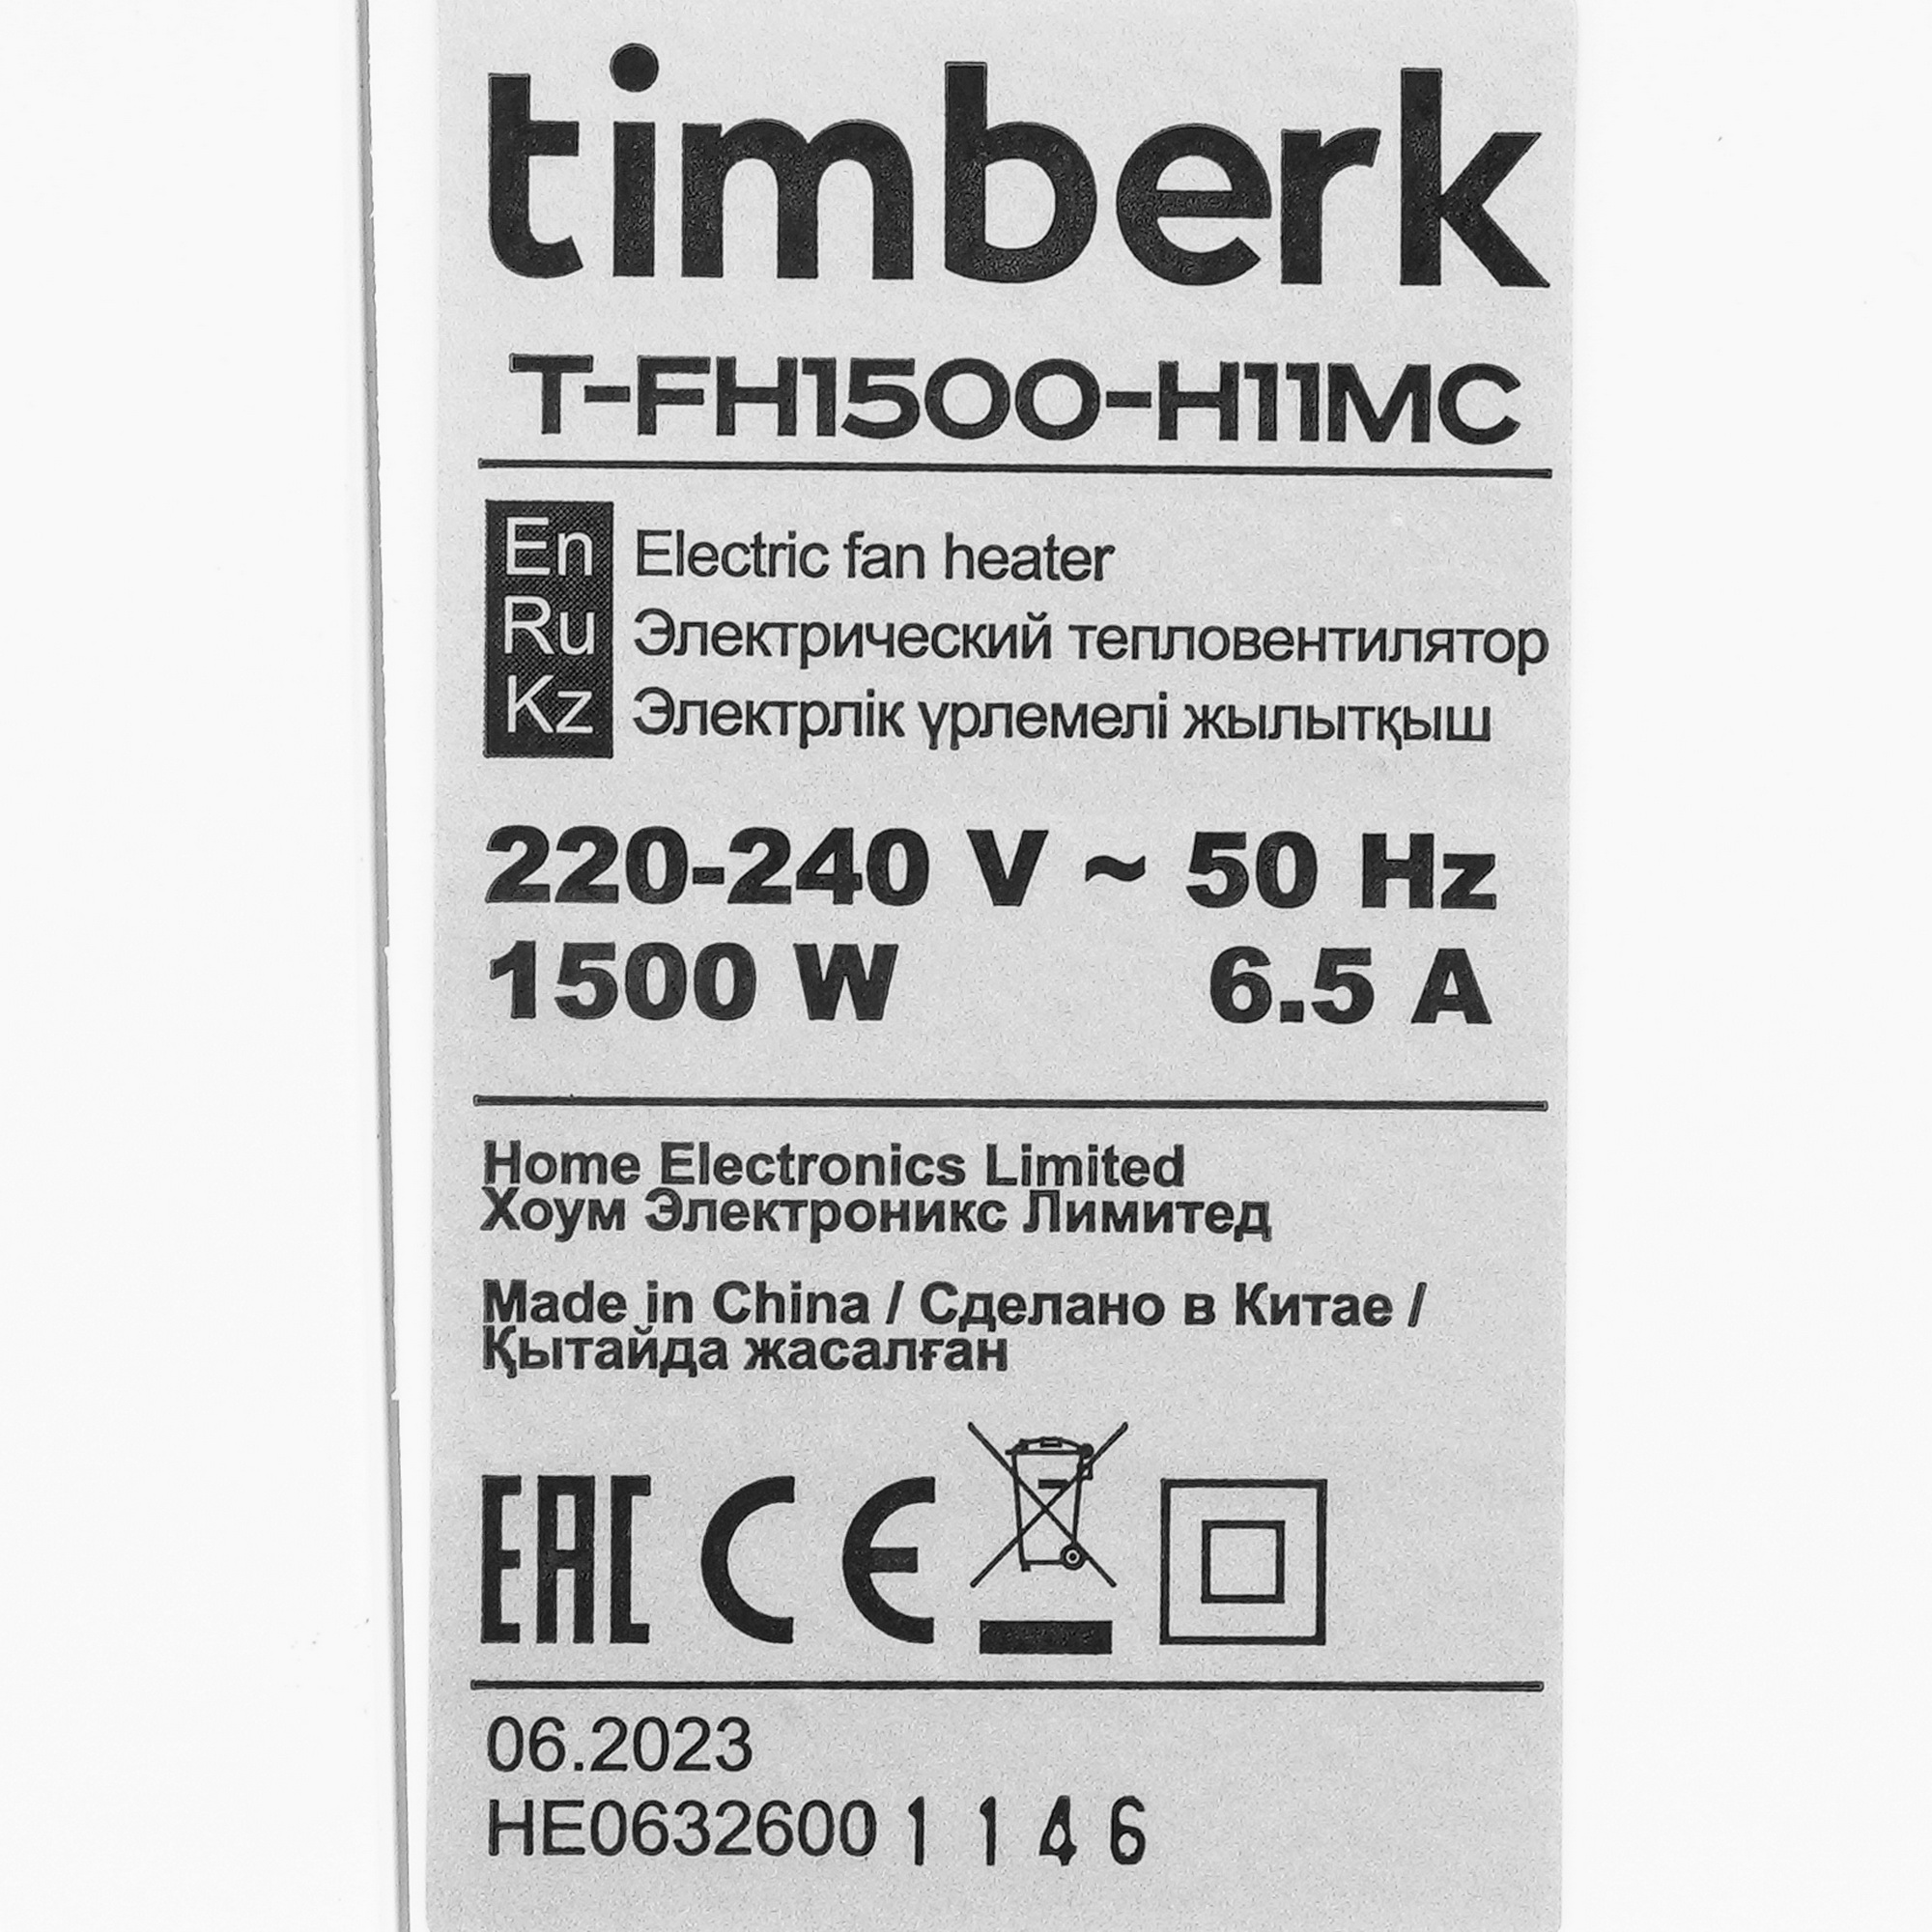 timberk
T-FH1500-H11MC
En Electric fan heater
Ru Электрический тепловентилятор
Kz Электрлік үрлемелі жылытқыш
220-240 V ~ 50 Hz
1500 W 6.5 A
Home Electronics Limited
Хоум Электроникс Лимитед
Made in China / Сделано в Китае /
Қытайда жасалған
EAC CE
06.2023
HE0632600 1 1 4 6